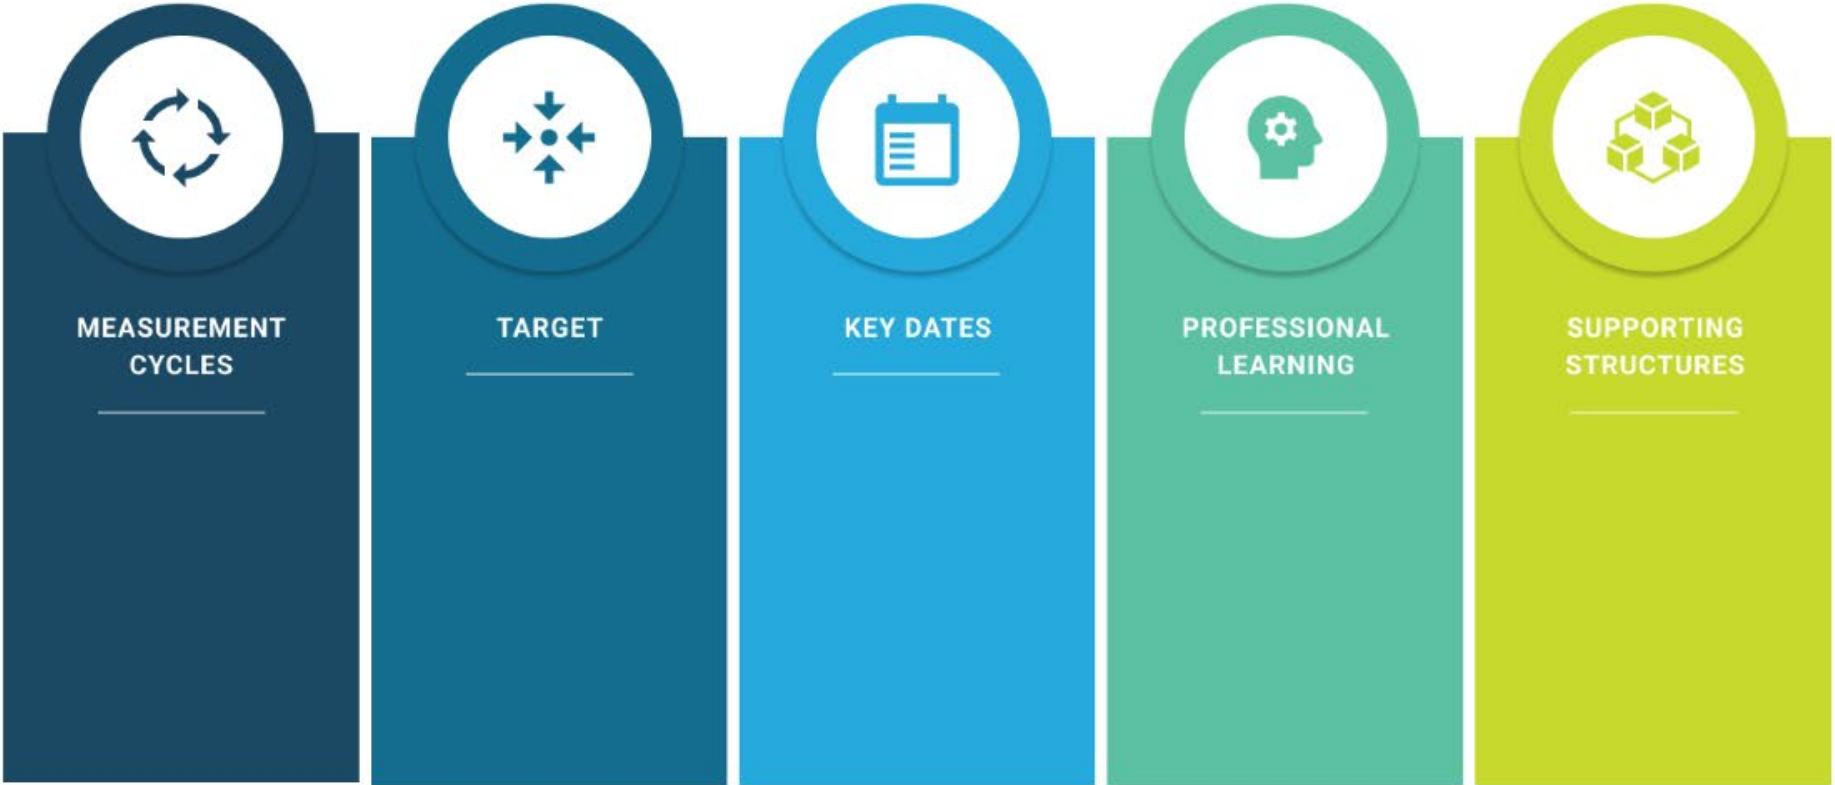 MEASUREMENT
CYCLES
TARGET
KEY DATES
PROFESSIONAL
LEARNING
SUPPORTING
STRUCTURES